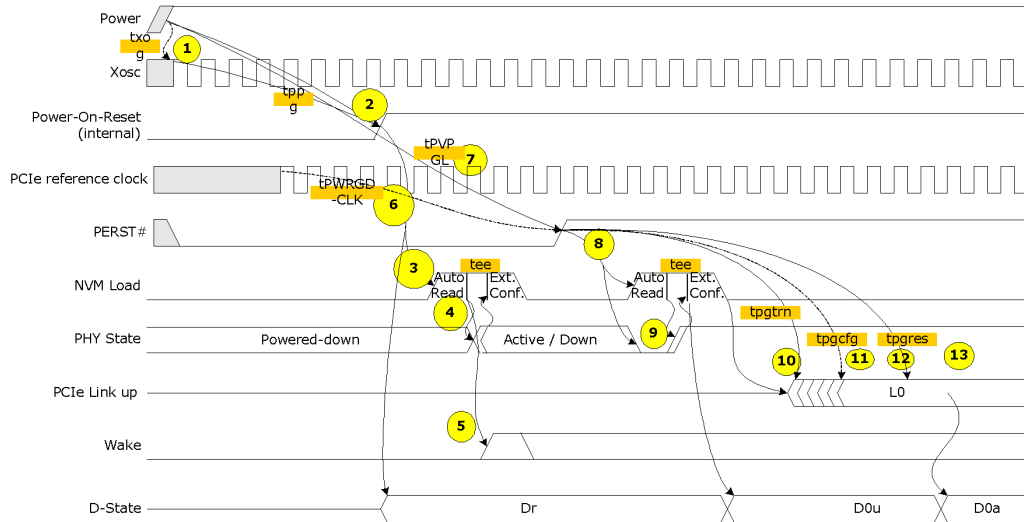 Power
txo
g
1
Xosc
tpp
g
2
Power-On-Reset
(internal)
tPVP
GL
7
PCIe reference clock
tPWRGD
-CLK
6
PERST#
8
3
tee
tee
NVM Load
Auto
Read
Ext.
Conf.
Auto
Read
Ext.
Conf.
4
tpgtrn
PHY State
Powered-down
Active / Down
9
tpgcfg
tpgres
10
11
12
13
PCIe Link up
L0
5
Wake
D-State
Dr
D0u
D0a